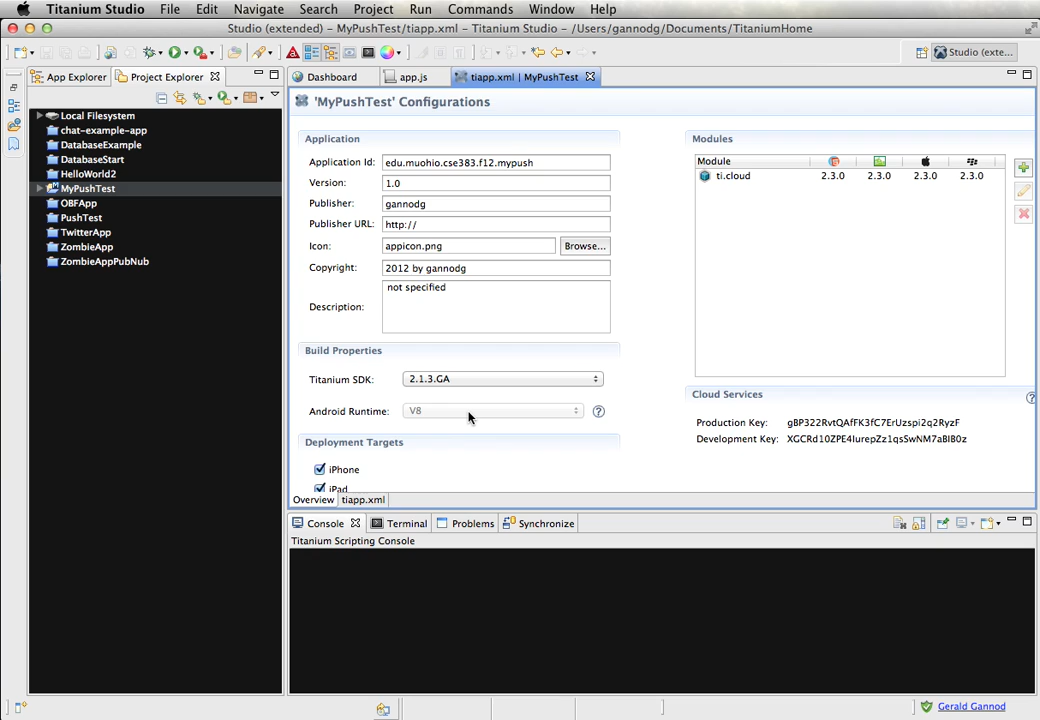 Titanium Studio File Edit Navigate Search Project Run Commands Window Help
Studio (extended) – MyPushTest/tiapp.xml – Titanium Studio – /Users/gannodg/Documents/TitaniumHome
Studio (exte...
App Explorer Project Explorer
Local Filesystem
chat-example-app
DatabaseExample
DatabaseStart
HelloWorld2
MyPushTest
OBFApp
PushTest
TwitterApp
ZombieApp
ZombieAppPubNub
Dashboard app.js tiapp.xml | MyPushTest
'MyPushTest' Configurations
Application
Application Id: edu.muohio.cse383.f12.mypush
Version: 1.0
Publisher: gannodg
Publisher URL: http://
Icon: appicon.png Browse...
Copyright: 2012 by gannodg
Description: not specified
Build Properties
Titanium SDK: 2.1.3.GA
Android Runtime: V8
Deployment Targets
iPhone
iPad
Modules
Module
ti.cloud 2.3.0 2.3.0 2.3.0 2.3.0
Cloud Services
Production Key: gBP322RvtQAfFK3fC7ErUzspi2q2RyzF
Development Key: XGCRd10ZPE4IurepZz1qsSwNM7aBI80z
Overview tiapp.xml
Console Terminal Problems Synchronize
Titanium Scripting Console
Gerald Gannod